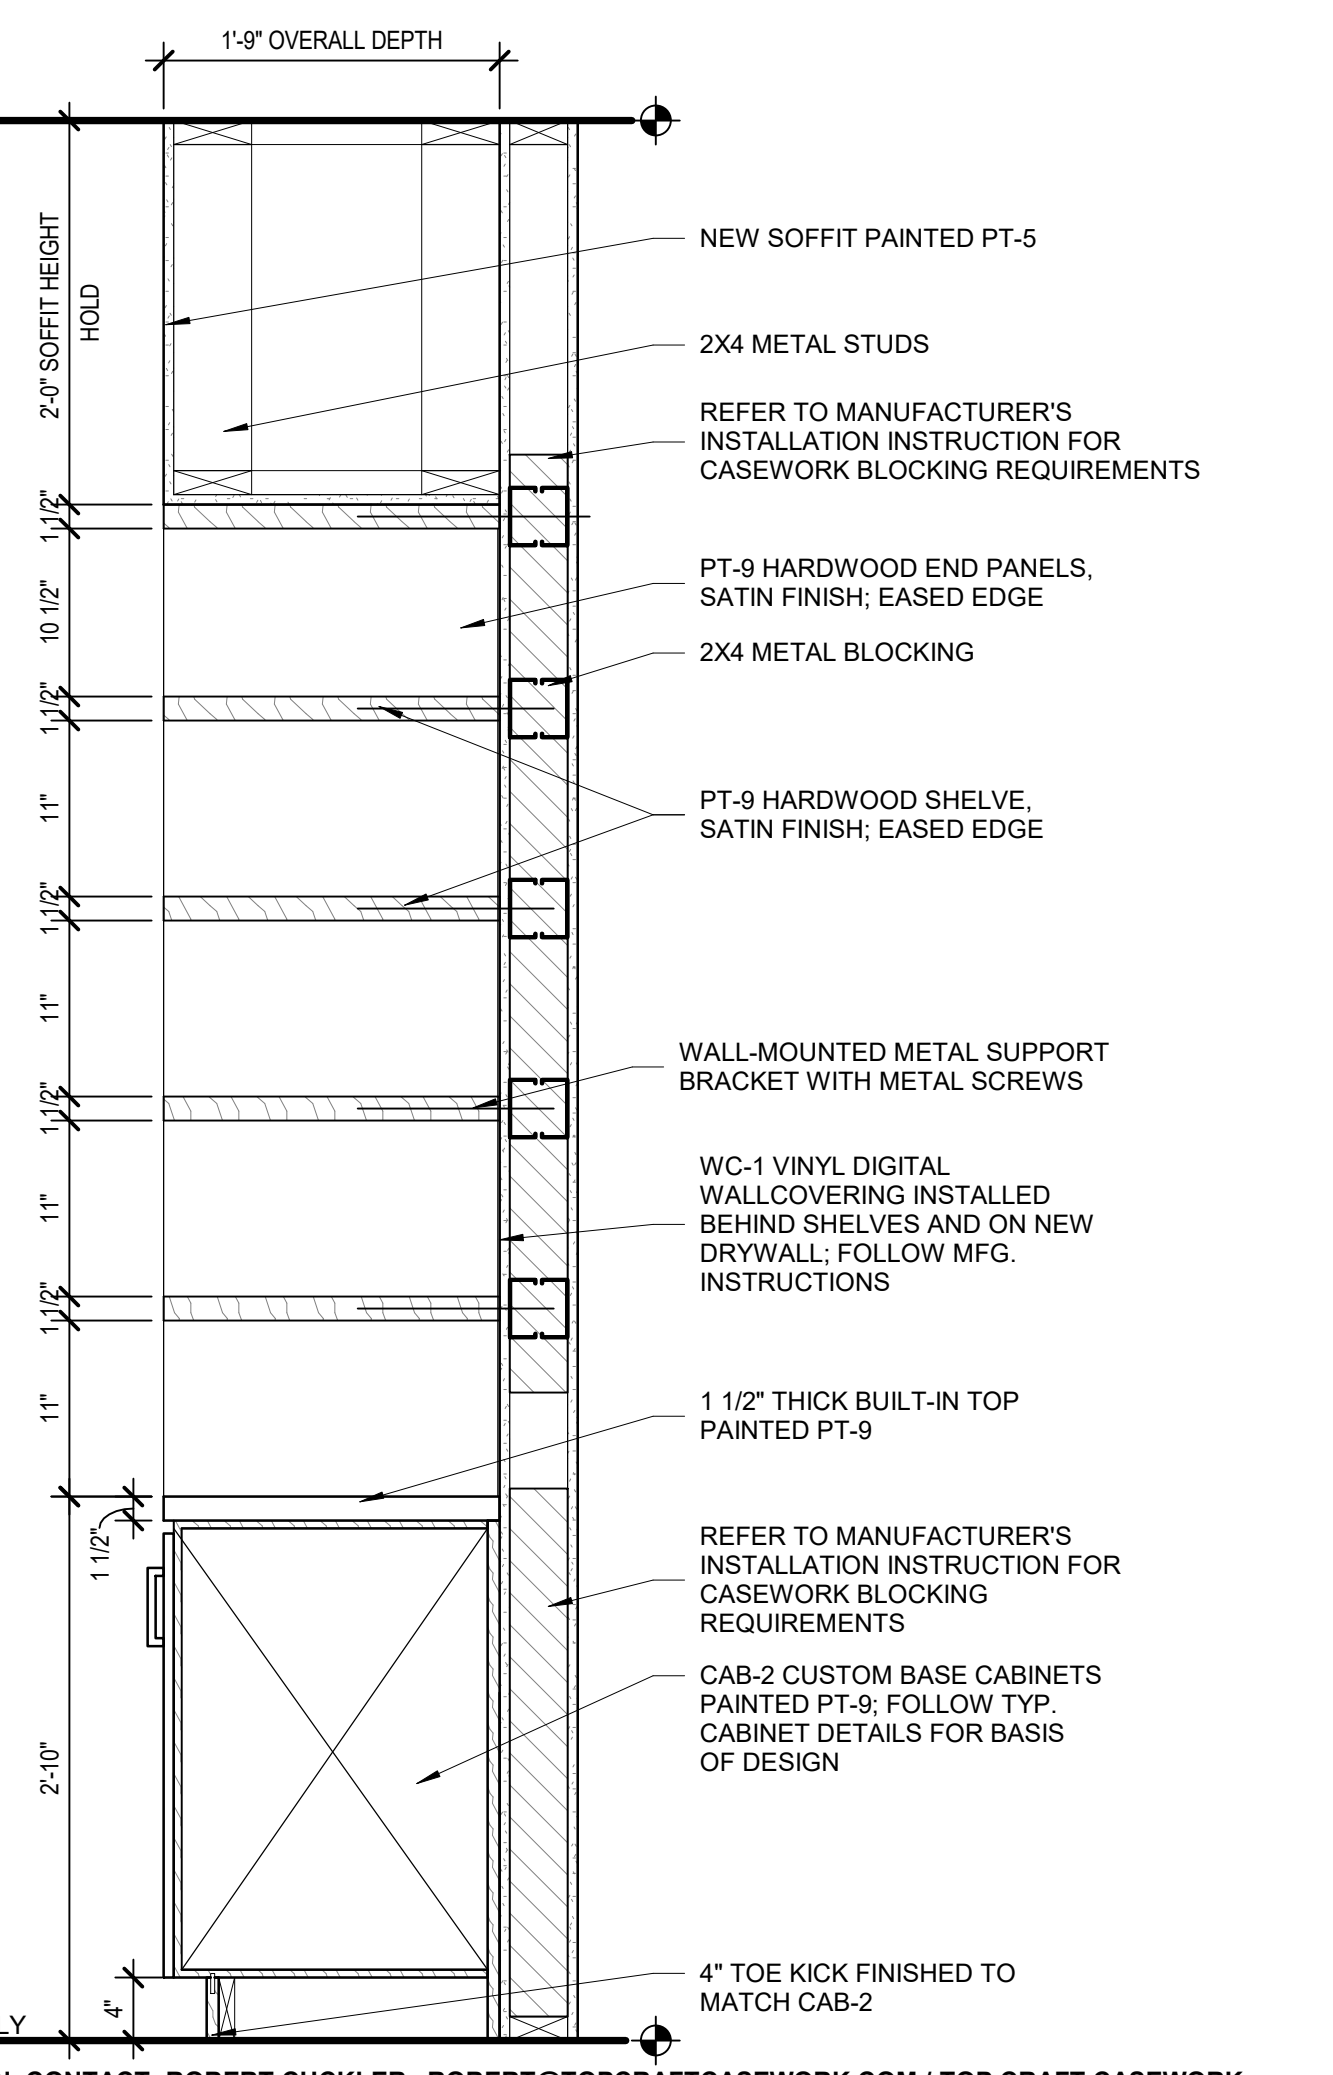 1'-9" OVERALL DEPTH
2'-0" SOFFIT HEIGHT
HOLD
NEW SOFFIT PAINTED PT-5
2X4 METAL STUDS
REFER TO MANUFACTURER'S
INSTALLATION INSTRUCTION FOR
CASEWORK BLOCKING REQUIREMENTS
1 1/2"
10 1/2"
PT-9 HARDWOOD END PANELS,
SATIN FINISH; EASED EDGE
2X4 METAL BLOCKING
1 1/2"
11"
PT-9 HARDWOOD SHELVE,
SATIN FINISH; EASED EDGE
1 1/2"
11"
WALL-MOUNTED METAL SUPPORT
BRACKET WITH METAL SCREWS
1 1/2"
11"
WC-1 VINYL DIGITAL
WALLCOVERING INSTALLED
BEHIND SHELVES AND ON NEW
DRYWALL; FOLLOW MFG.
INSTRUCTIONS
1 1/2"
11"
1 1/2" THICK BUILT-IN TOP
PAINTED PT-9
1 1/2"
REFER TO MANUFACTURER'S
INSTALLATION INSTRUCTION FOR
CASEWORK BLOCKING
REQUIREMENTS
CAB-2 CUSTOM BASE CABINETS
PAINTED PT-9; FOLLOW TYP.
CABINET DETAILS FOR BASIS
OF DESIGN
2'-10"
4"
4" TOE KICK FINISHED TO
MATCH CAB-2
LY